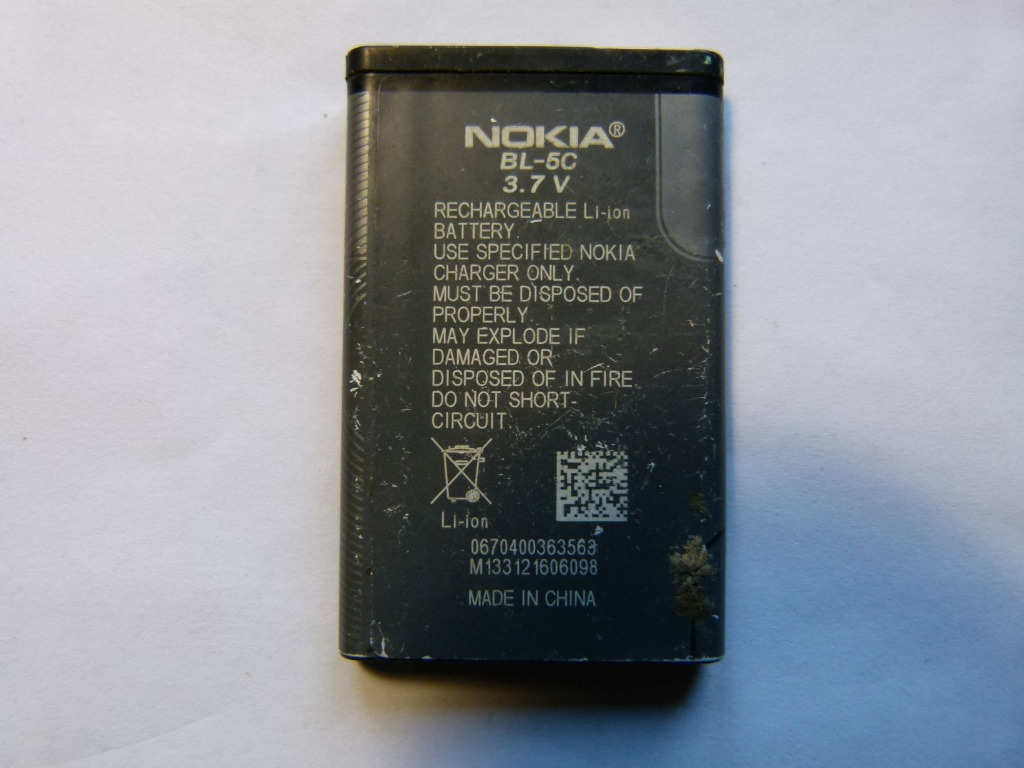 NOKIA®
BL-5C
3.7 V
RECHARGEABLE Li-ion
BATTERY.
USE SPECIFIED NOKIA
CHARGER ONLY.
MUST BE DISPOSED OF
PROPERLY.
MAY EXPLODE IF
DAMAGED OR
DISPOSED OF IN FIRE.
DO NOT SHORT-
CIRCUIT.
Li-ion
0670400363563
M133121606098
MADE IN CHINA